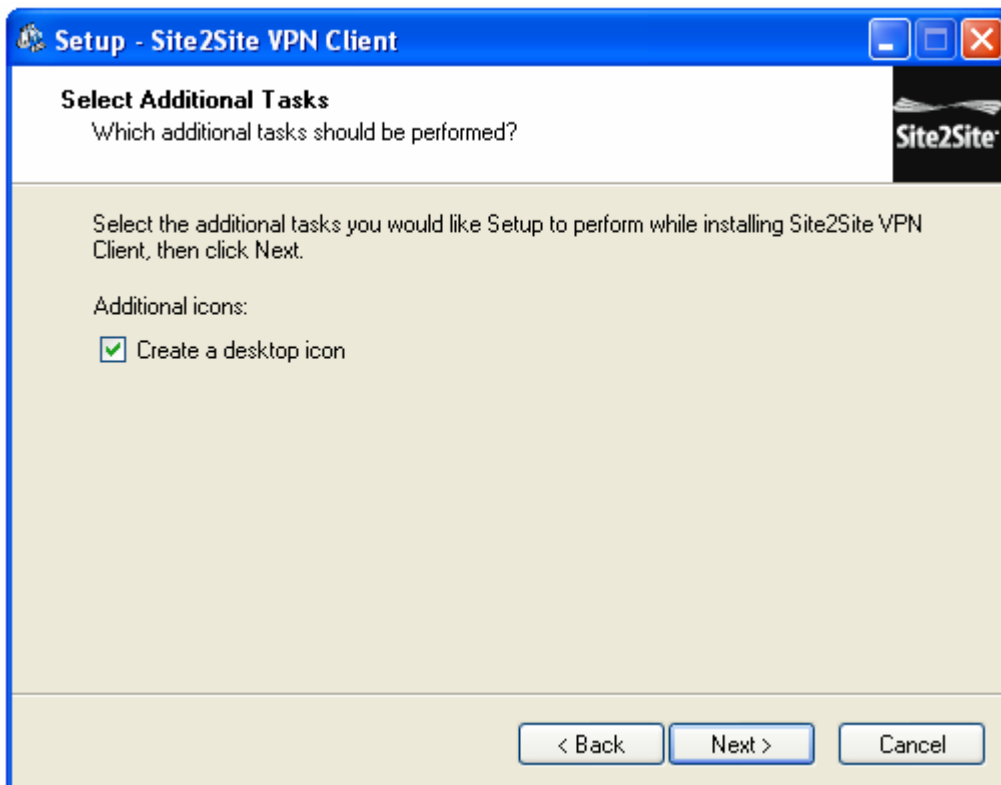 Setup - Site2Site VPN Client
Select Additional Tasks
Which additional tasks should be performed?
Site2Site
Select the additional tasks you would like Setup to perform while installing Site2Site VPN
Client, then click Next.
Additional icons:
Create a desktop icon
< Back
Next >
Cancel